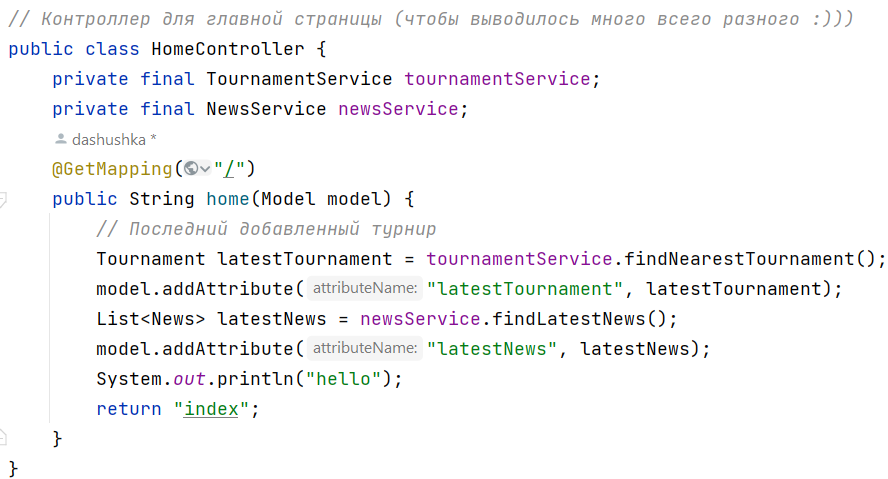 // Контроллер для главной страницы (чтобы выводилось много всего разного :)))
public class HomeController {
    private final TournamentService tournamentService;
    private final NewsService newsService;
    dashushka *
    @GetMapping("/")
    public String home(Model model) {
        // Последний добавленный турнир
        Tournament latestTournament = tournamentService.findNearestTournament();
        model.addAttribute( attributeName: "latestTournament", latestTournament);
        List<News> latestNews = newsService.findLatestNews();
        model.addAttribute( attributeName: "latestNews", latestNews);
        System.out.println("hello");
        return "index";
    }
}